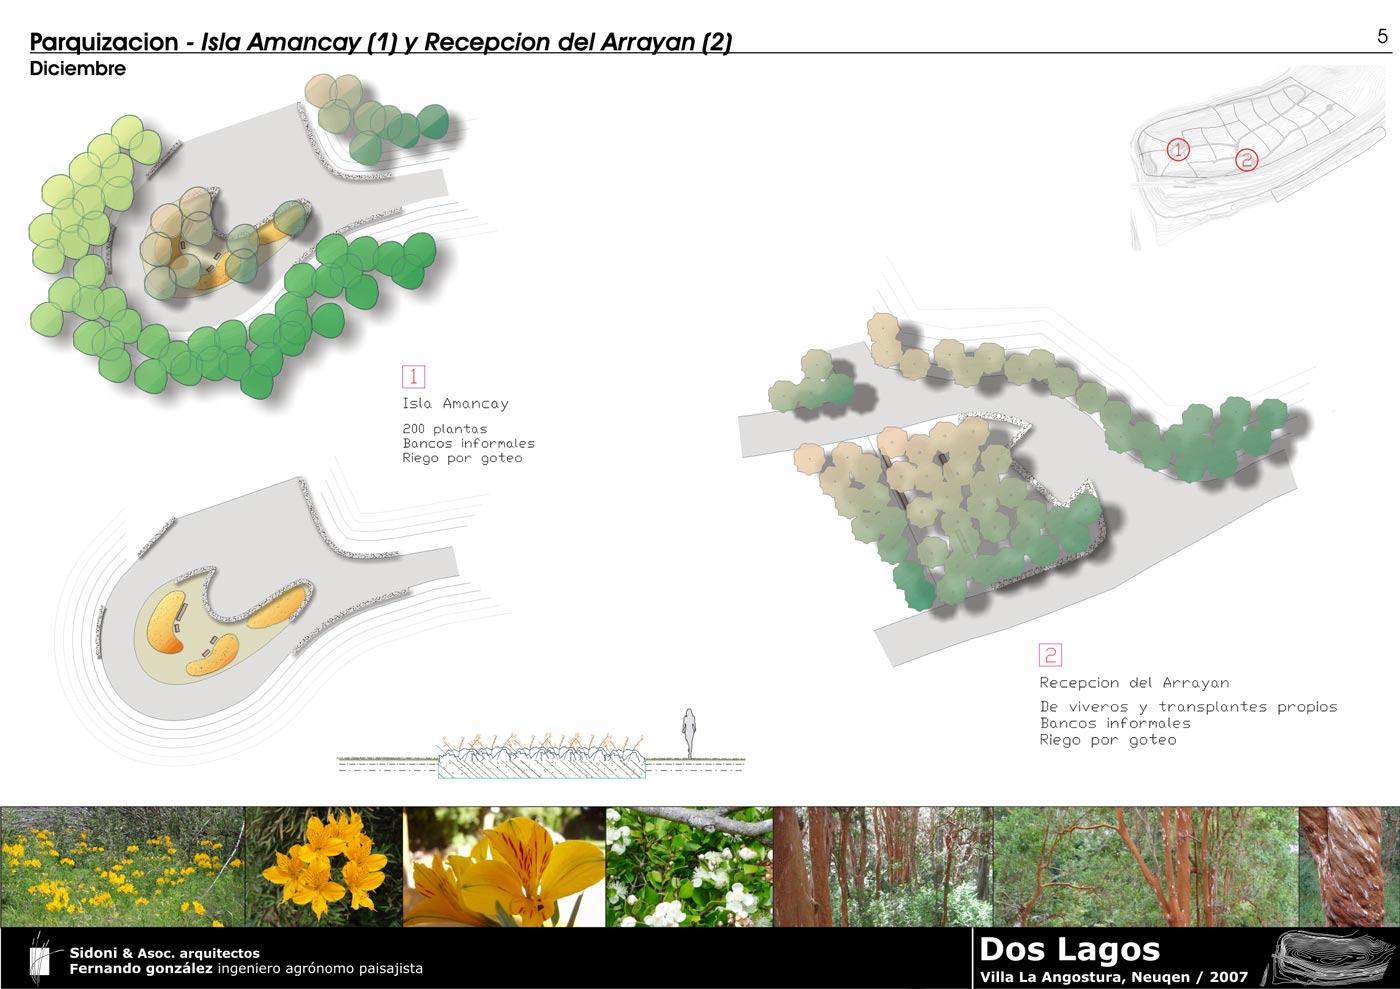 Parquizacion - Isla Amancay (1) y Recepcion del Arrayan (2)
5
Diciembre
1
2
1
Isla Amancay
200 plantas
Bancos informales
Riego por goteo
2
Recepcion del Arrayan
De viveros y transplantes propios
Bancos informales
Riego por goteo
Sidoni & Asoc. arquitectos
Fernando gonzález ingeniero agrónomo paisajista
Dos Lagos
Villa La Angostura, Neuqen / 2007